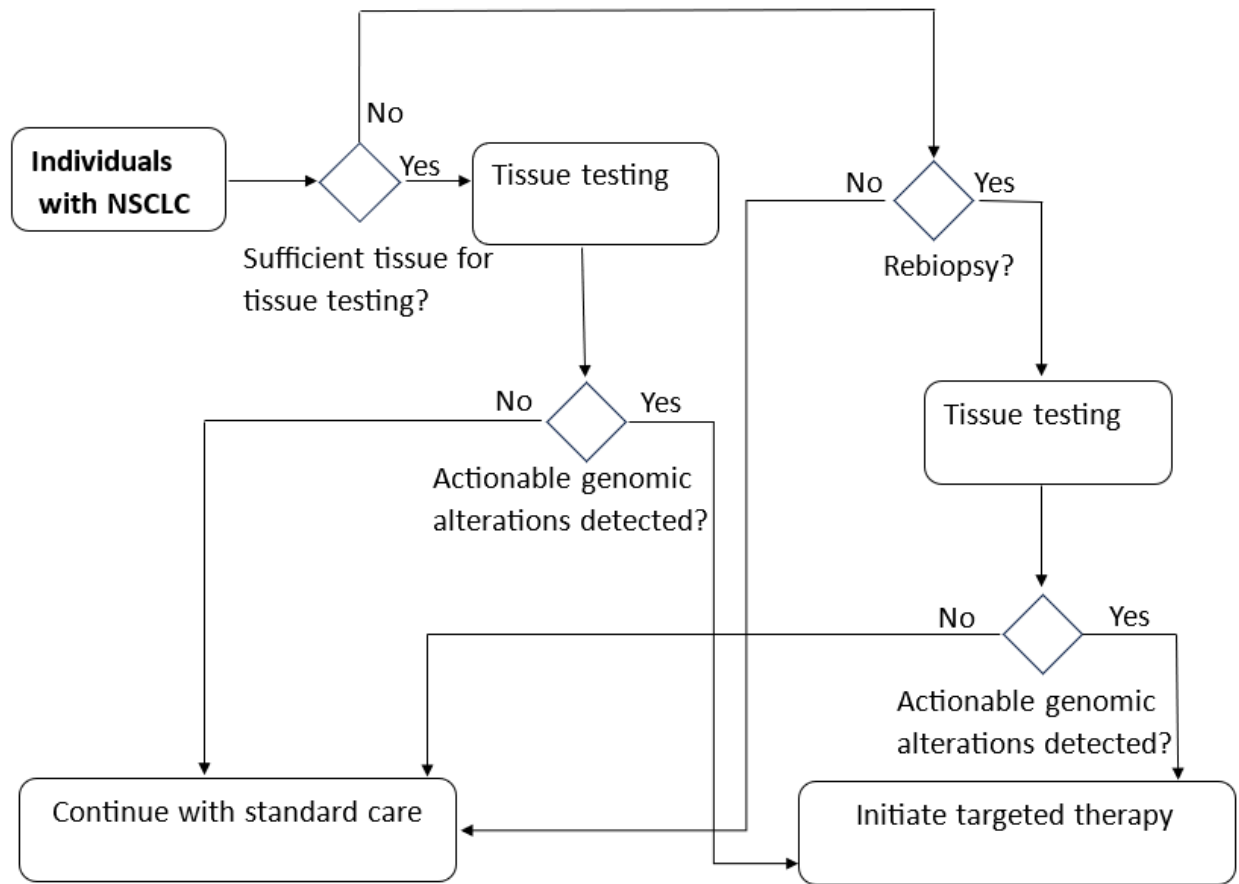 No
Individuals
with NSCLC
Yes
Tissue testing
No
Yes
Sufficient tissue for
tissue testing?
Rebiopsy?
No
Yes
Tissue testing
Actionable genomic
alterations detected?
No
Yes
Actionable genomic
alterations detected?
Continue with standard care
Initiate targeted therapy